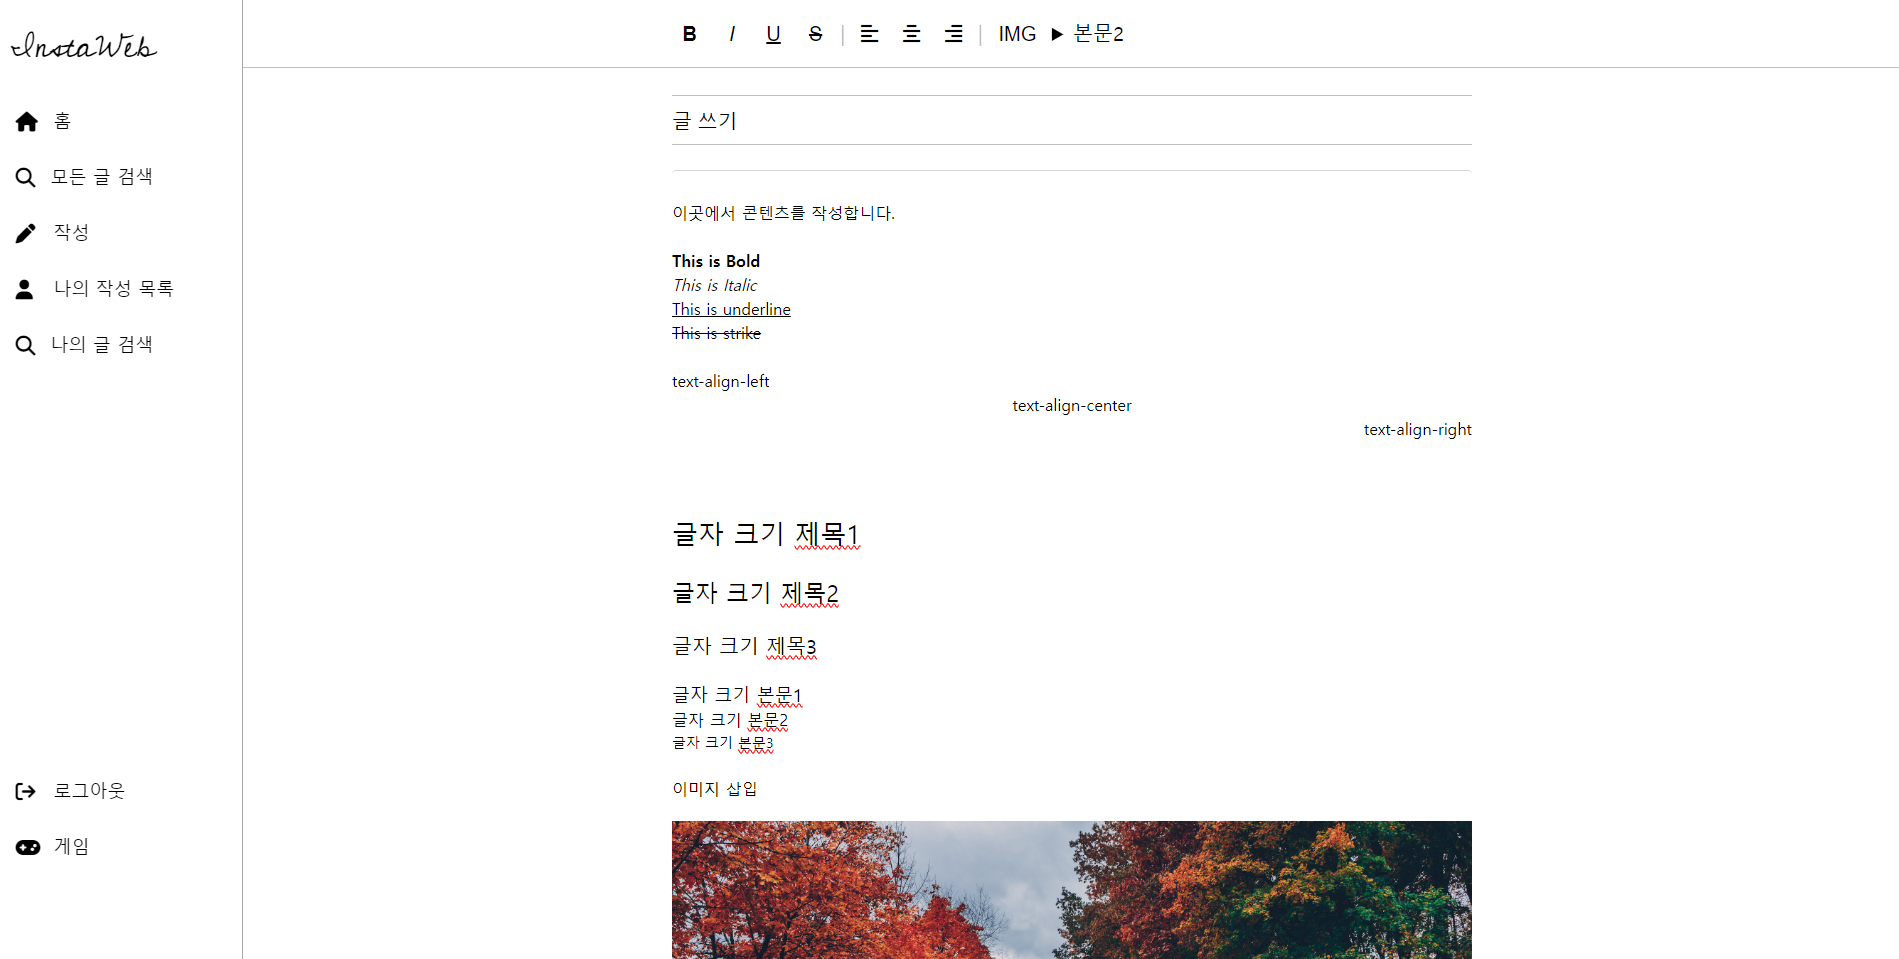 InstaWeb
홈
모든 글 검색
작성
나의 작성 목록
나의 글 검색
로그아웃
게임
B I U S | | IMG ▶ 본문2
글 쓰기
이곳에서 콘텐츠를 작성합니다.
This is Bold
This is Italic
This is underline
This is strike
text-align-left
text-align-center
text-align-right
글자 크기 제목1
글자 크기 제목2
글자 크기 제목3
글자 크기 본문1
글자 크기 본문2
글자 크기 본문3
이미지 삽입